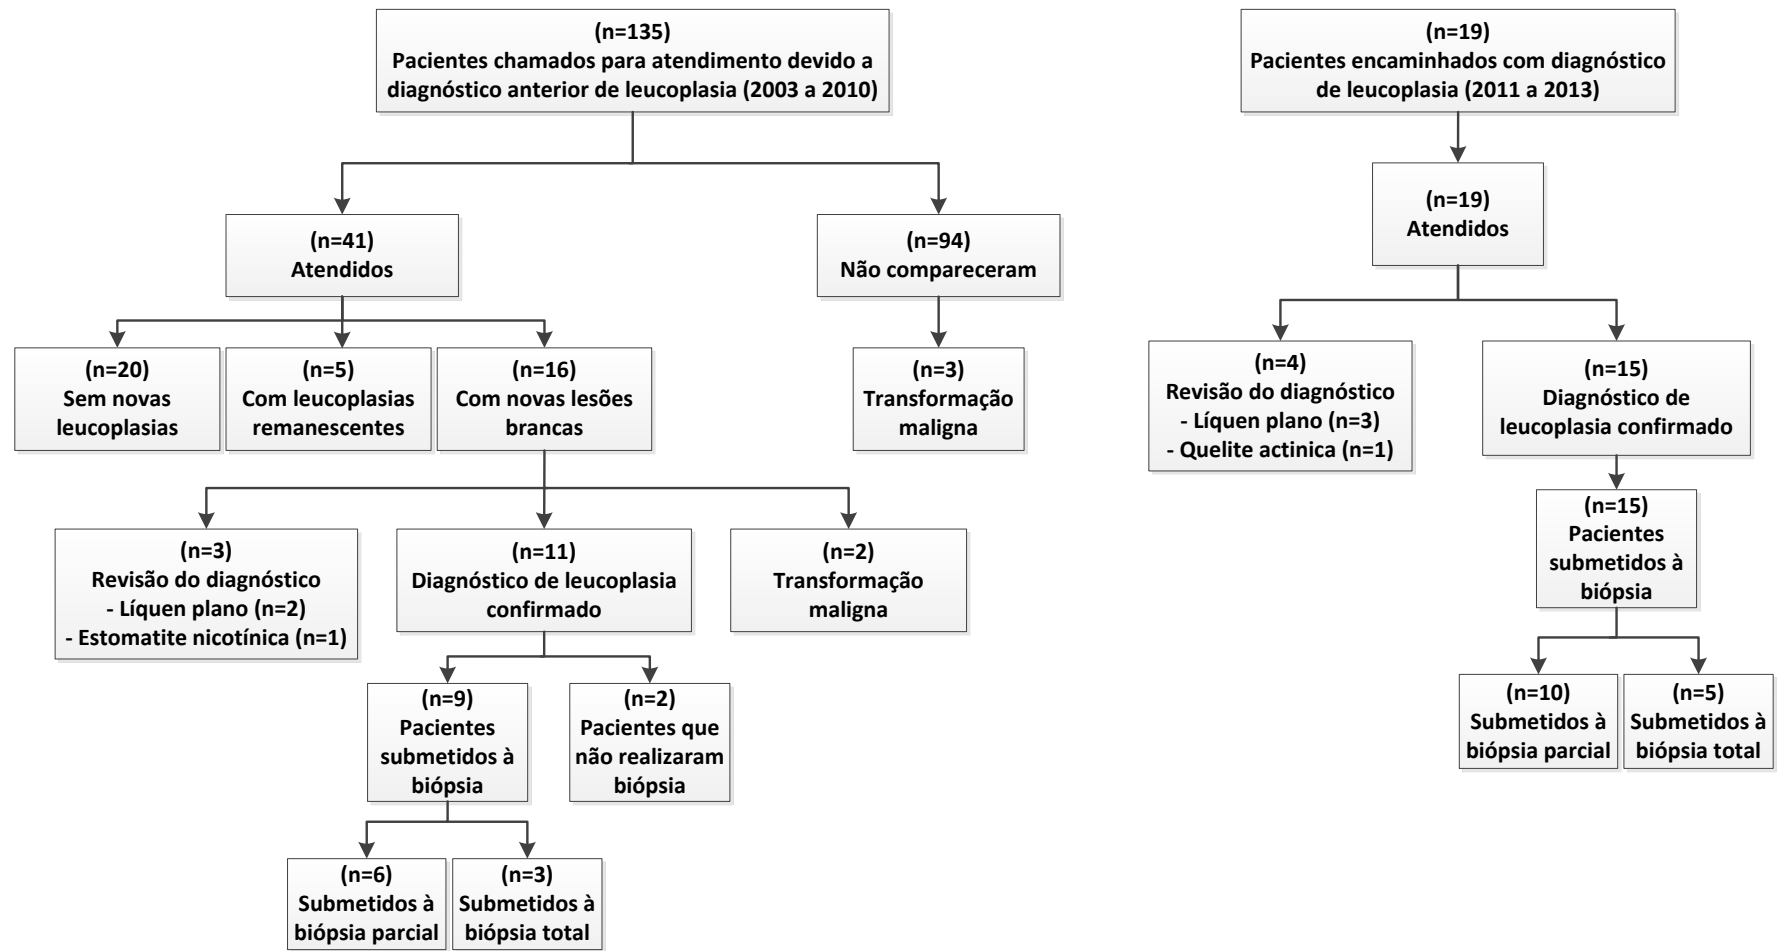 (n=135)
Pacientes chamados para atendimento devido a
diagnóstico anterior de leucoplasia (2003 a 2010)
(n=41)
Atendidos
(n=94)
Não compareceram
(n=20)
Sem novas
leucoplasias
(n=5)
Com leucoplasias
remanescentes
(n=16)
Com novas lesões
brancas
(n=3)
Transformação
maligna
(n=3)
Revisão do diagnóstico
- Líquen plano (n=2)
- Estomatite nicotínica (n=1)
(n=11)
Diagnóstico de leucoplasia
confirmado
(n=2)
Transformação
maligna
(n=9)
Pacientes
submetidos à
biópsia
(n=2)
Pacientes que
não realizaram
biópsia
(n=6)
Submetidos à
biópsia parcial
(n=3)
Submetidos à
biópsia total
(n=19)
Pacientes encaminhados com diagnóstico
de leucoplasia (2011 a 2013)
(n=19)
Atendidos
(n=4)
Revisão do diagnóstico
- Líquen plano (n=3)
- Quelite actinica (n=1)
(n=15)
Diagnóstico de
leucoplasia confirmado
(n=15)
Pacientes
submetidos à
biópsia
(n=10)
Submetidos à
biópsia parcial
(n=5)
Submetidos à
biópsia total